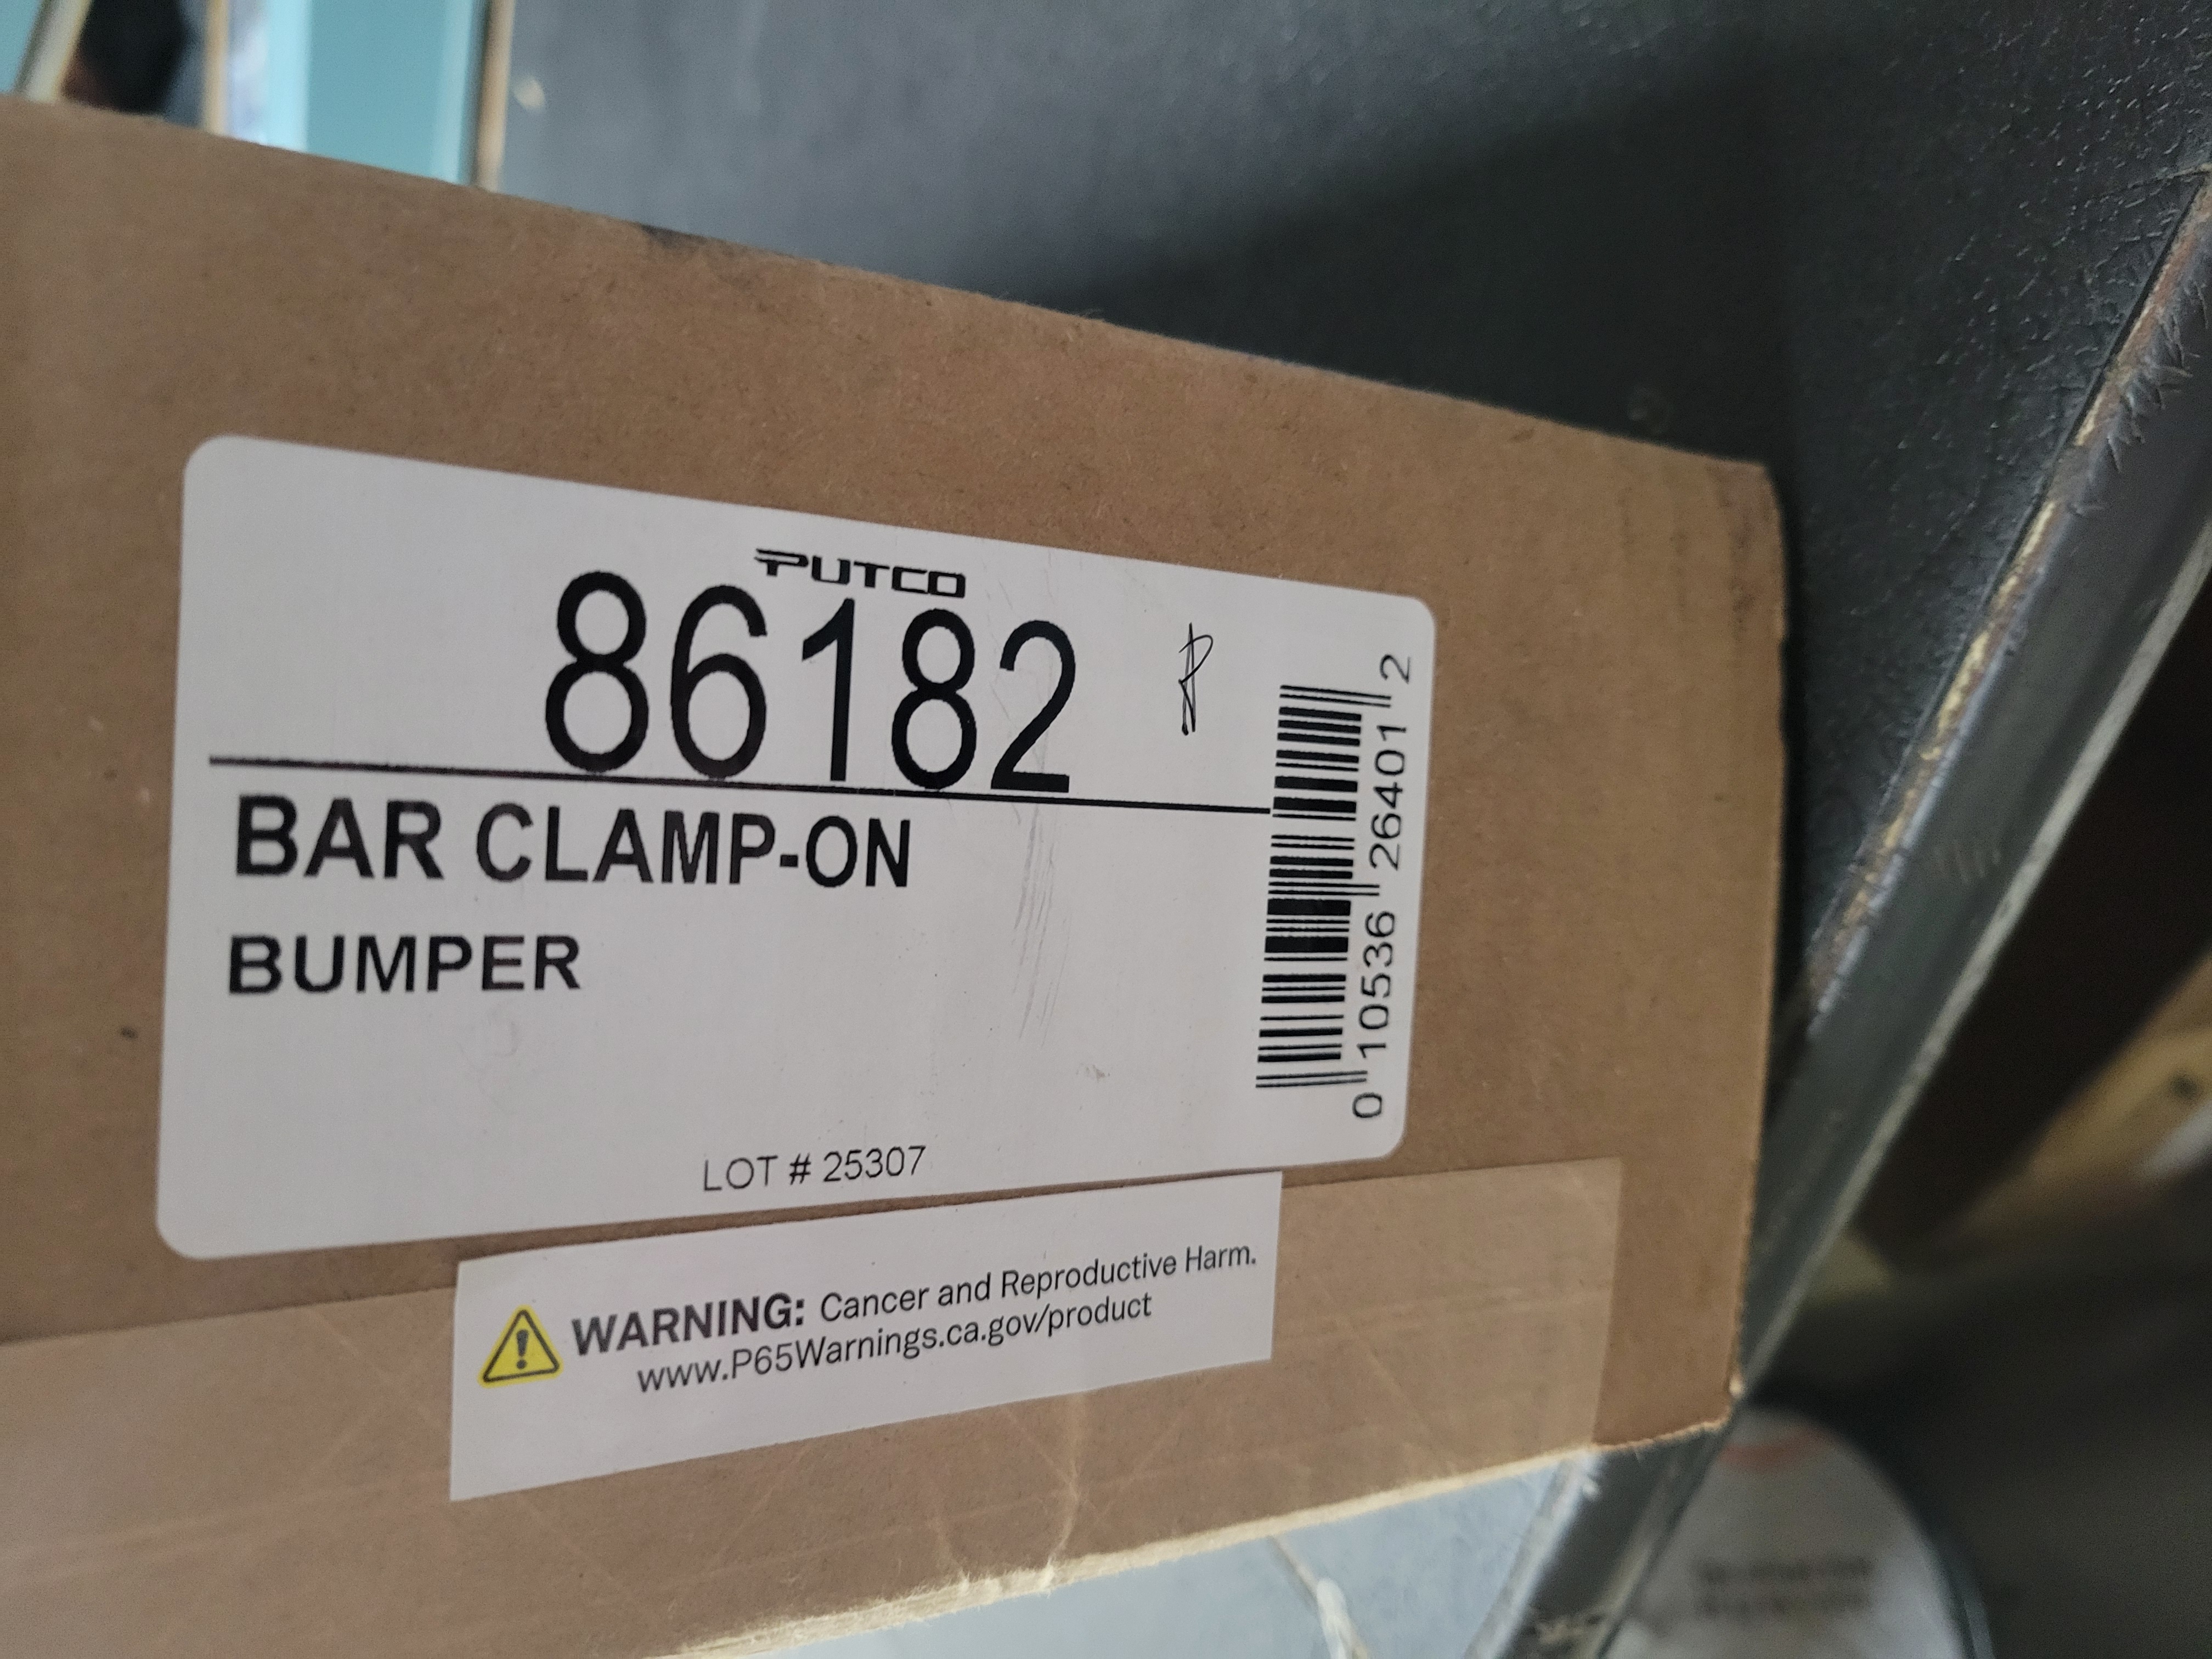 PUTCO
86182
BAR CLAMP-ON
BUMPER
0 10536 26401 2
LOT # 25307
WARNING: Cancer and Reproductive Harm.
www.P65Warnings.ca.gov/product